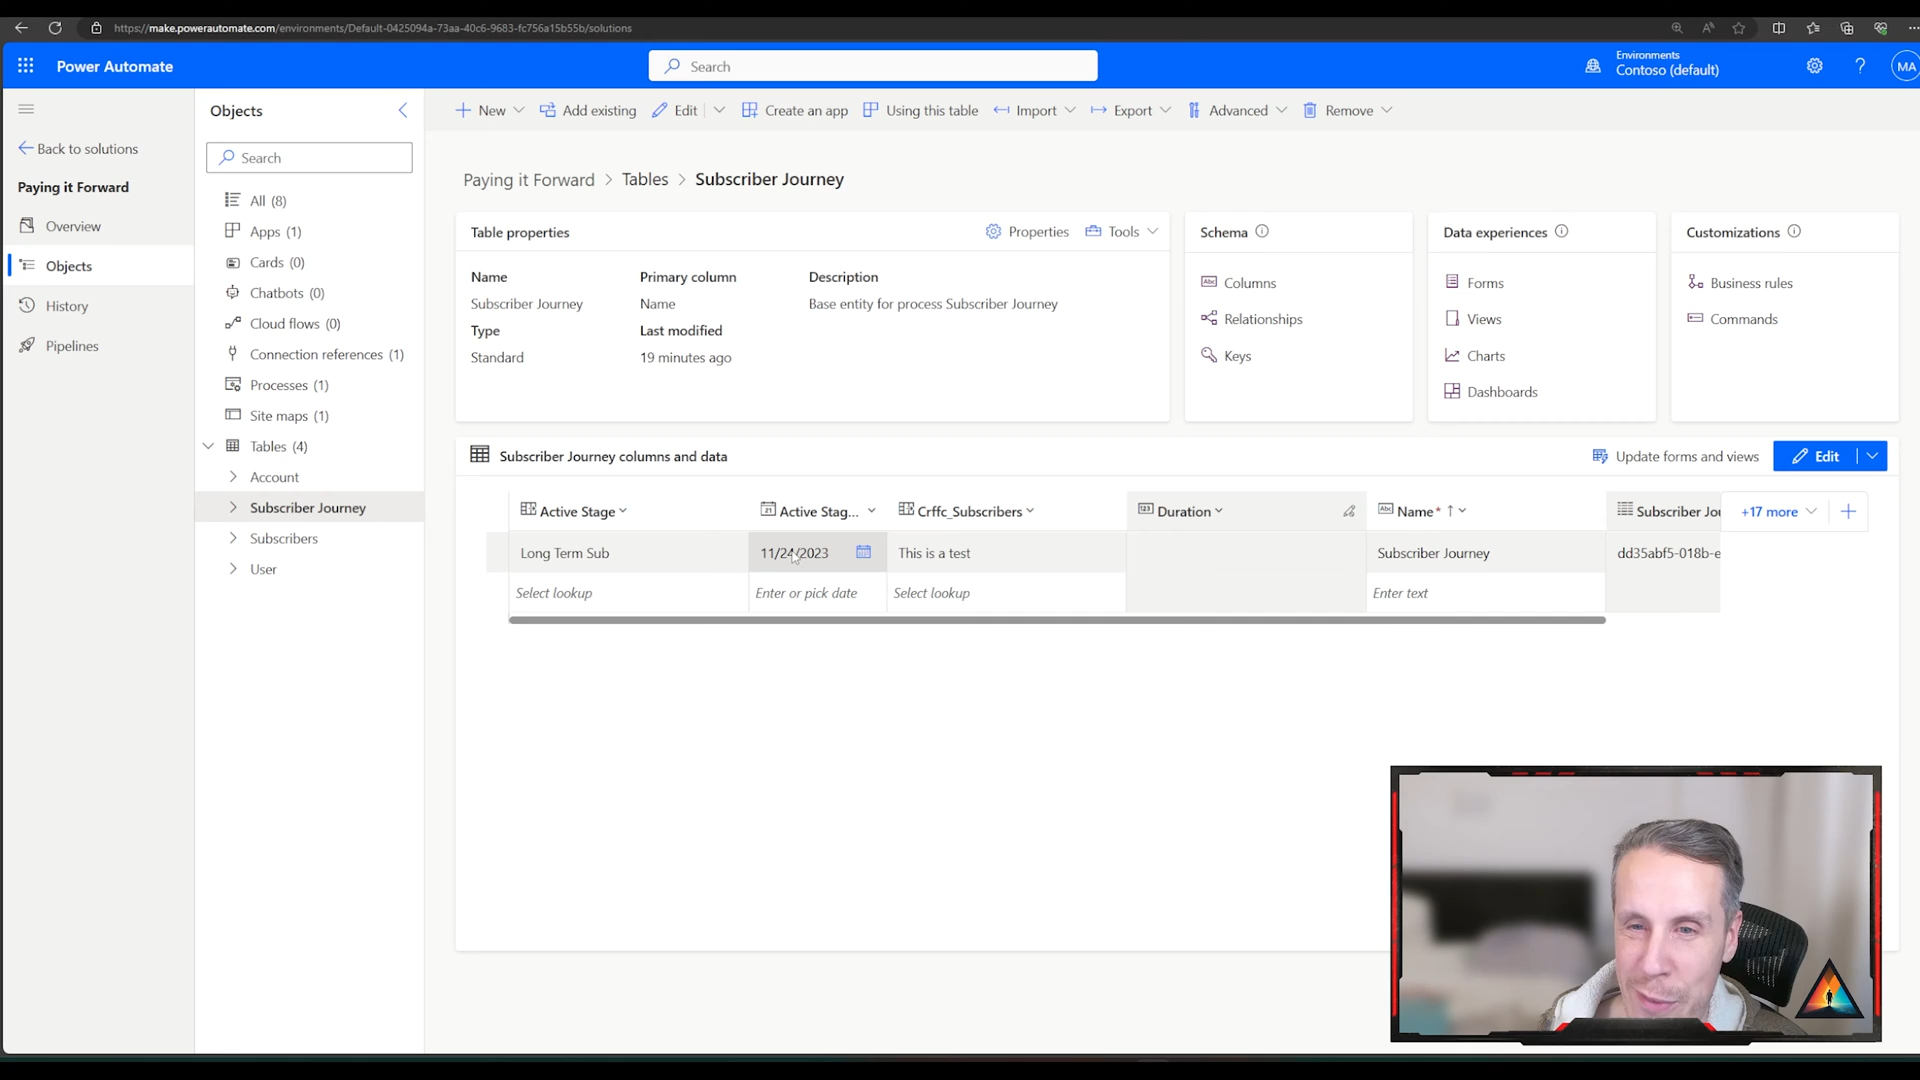 https://make.powerautomate.com/environments/Default-0425094a-73aa-40c6-9683-fc756a15b55b/solutions
Power Automate
Search
Environments
Contoso (default)
MA
Objects
New
Add existing
Edit
Create an app
Using this table
Import
Export
Advanced
Remove
Back to solutions
Search
Paying it Forward
Overview
Objects
History
Pipelines
All (8)
Apps (1)
Cards (0)
Chatbots (0)
Cloud flows (0)
Connection references (1)
Processes (1)
Site maps (1)
Tables (4)
Account
Subscriber Journey
Subscribers
User
Paying it Forward > Tables > Subscriber Journey
Table properties
Properties
Tools
Name
Primary column
Description
Subscriber Journey
Name
Base entity for process Subscriber Journey
Type
Last modified
Standard
19 minutes ago
Schema
Columns
Relationships
Keys
Data experiences
Forms
Views
Charts
Dashboards
Customizations
Business rules
Commands
Subscriber Journey columns and data
Update forms and views
Edit
Active Stage
Active Stag...
Crffc_Subscribers
Duration
Name*
Subscriber Jou
+17 more
Long Term Sub
11/24/2023
This is a test
Subscriber Journey
dd35abf5-018b-e
Select lookup
Enter or pick date
Select lookup
Enter text